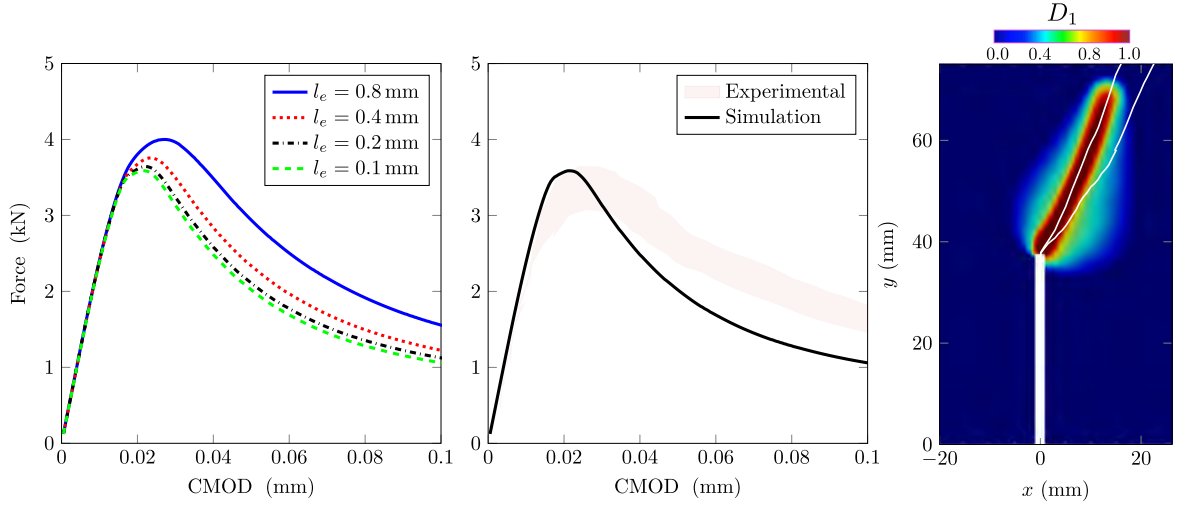 5
4
3
2
1
0
0
0.02
0.04
0.06
0.08
0.1
Force (kN)
CMOD (mm)
l_e = 0.8 mm
l_e = 0.4 mm
l_e = 0.2 mm
l_e = 0.1 mm
5
4
3
2
1
0
0
0.02
0.04
0.06
0.08
0.1
CMOD (mm)
Experimental
Simulation
D_1
0.0 0.4 0.8 1.0
60
40
20
0
−20
0
20
y (mm)
x (mm)